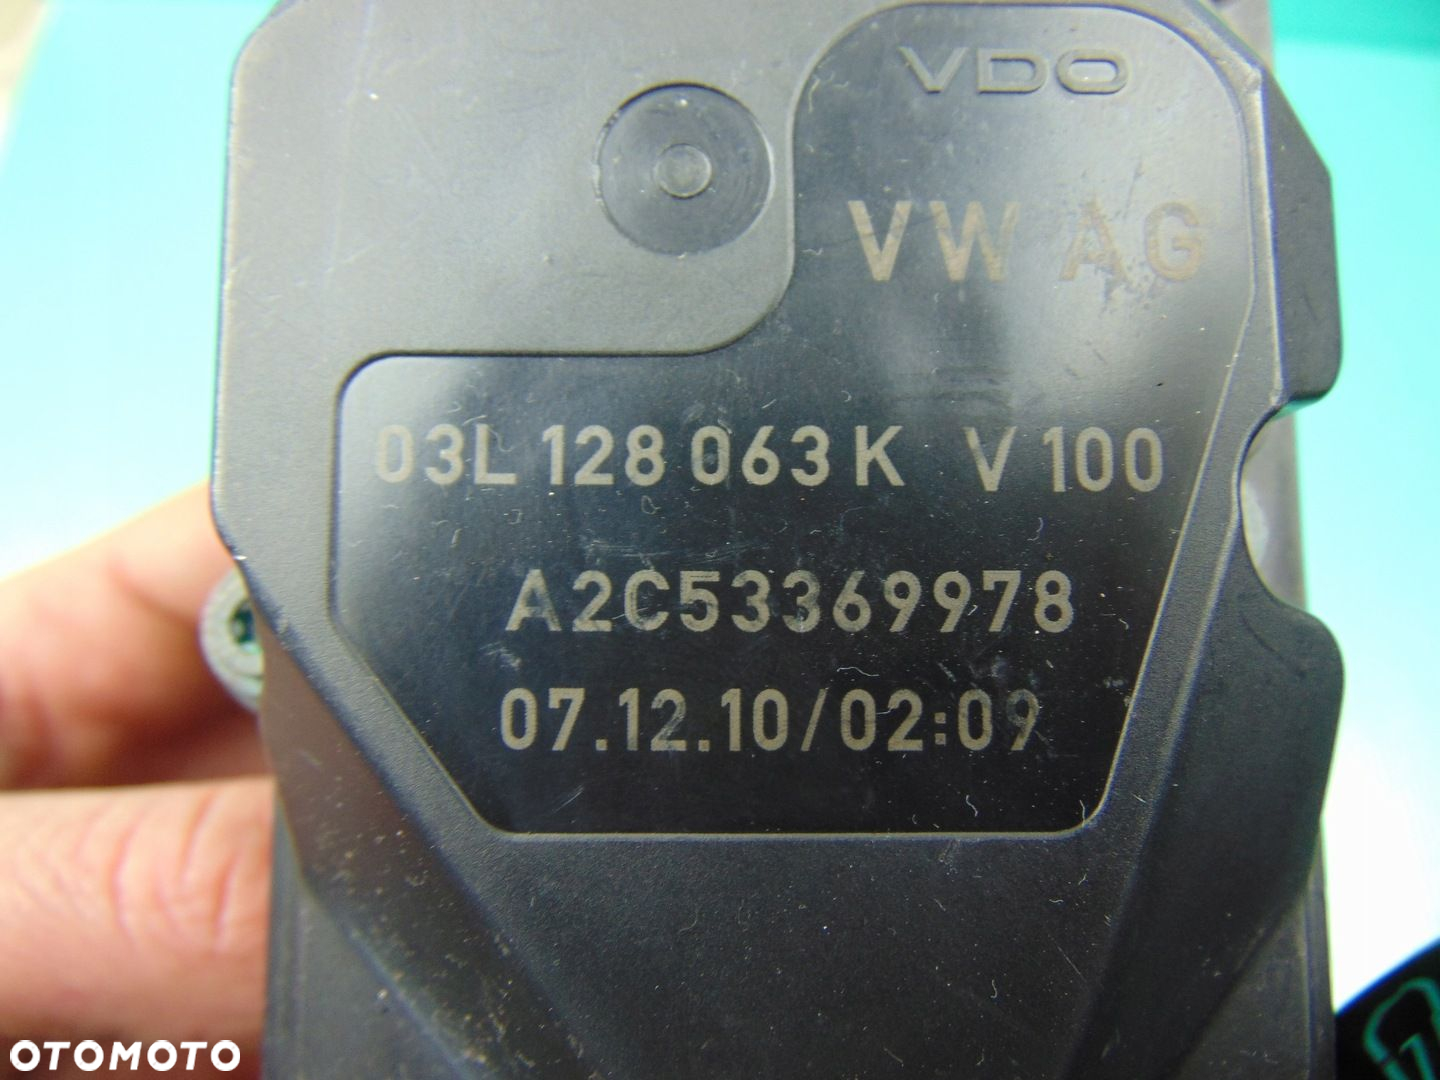 VDO
VW AG
03L 128 063 K V 100
A2C53369978
07.12.10/02:09
OTOMOTO